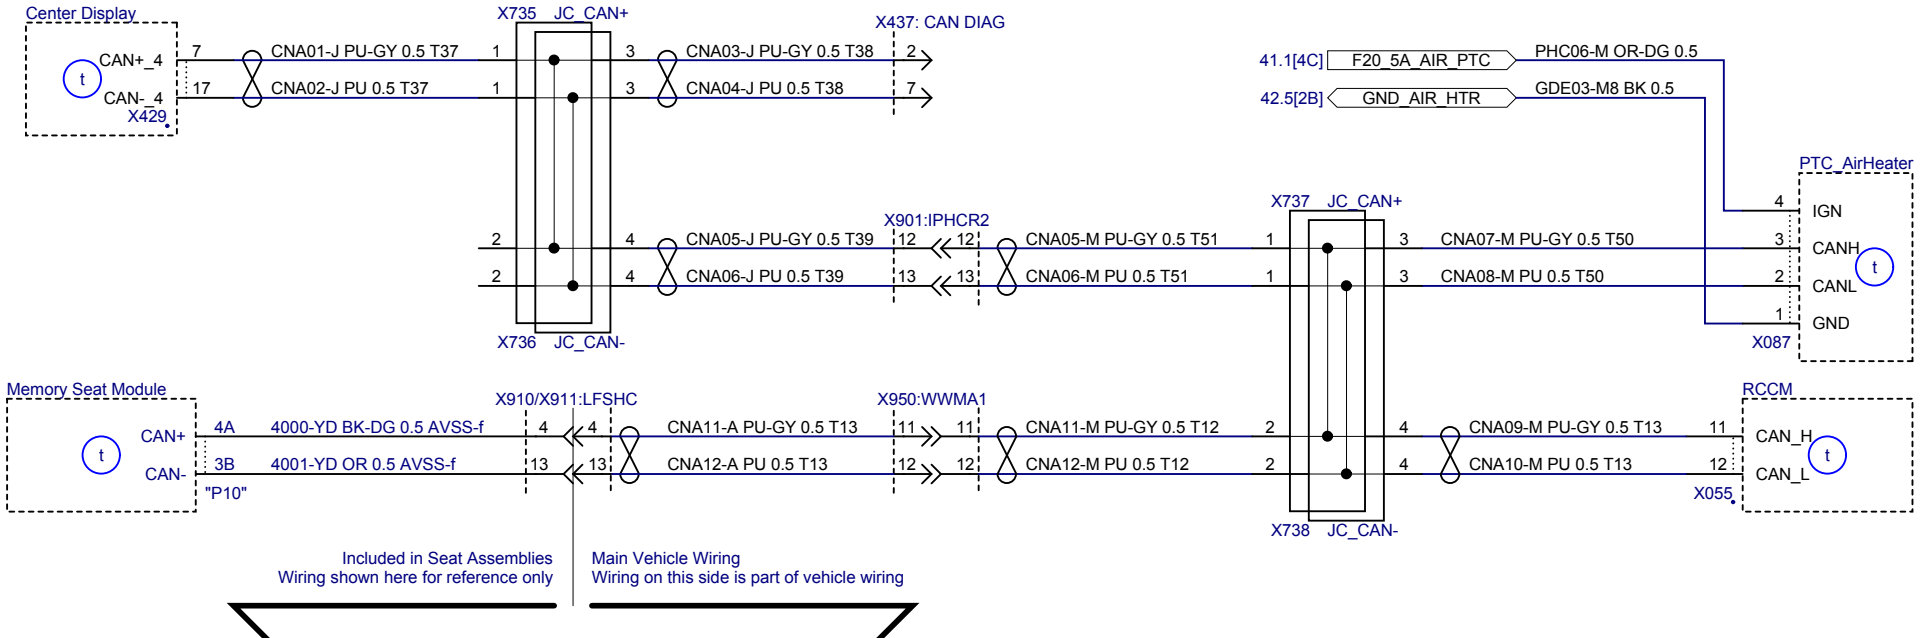 Center Display
X735 JC_CAN+
X437: CAN DIAG
CAN+_4 7 CNA01-J PU-GY 0.5 T37 1 3 CNA03-J PU-GY 0.5 T38 2
41.1[4C] F20_5A_AIR_PTC PHC06-M OR-DG 0.5
t
CAN-_4 17 CNA02-J PU 0.5 T37 1 3 CNA04-J PU 0.5 T38 7
42.5[2B] GND_AIR_HTR GDE03-M8 BK 0.5
X429
PTC_AirHeater
X737 JC_CAN+
4 IGN
X901:IPHCR2
2 4 CNA05-J PU-GY 0.5 T39 12 12 CNA05-M PU-GY 0.5 T51 1 3 CNA07-M PU-GY 0.5 T50 3 CANH
t
2 4 CNA06-J PU 0.5 T39 13 13 CNA06-M PU 0.5 T51 1 3 CNA08-M PU 0.5 T50 2 CANL
1 GND
X736 JC_CAN-
X087
Memory Seat Module
RCCM
X910/X911:LFSHC
X950:WWMA1
CAN+ 4A 4000-YD BK-DG 0.5 AVSS-f 4 4 CNA11-A PU-GY 0.5 T13 11 11 CNA11-M PU-GY 0.5 T12 2 4 CNA09-M PU-GY 0.5 T13 11 CAN_H
t
t
CAN- 3B 4001-YD OR 0.5 AVSS-f 13 13 CNA12-A PU 0.5 T13 12 12 CNA12-M PU 0.5 T12 2 4 CNA10-M PU 0.5 T13 12 CAN_L
"P10"
X055
X738 JC_CAN-
Included in Seat Assemblies
Wiring shown here for reference only
Main Vehicle Wiring
Wiring on this side is part of vehicle wiring